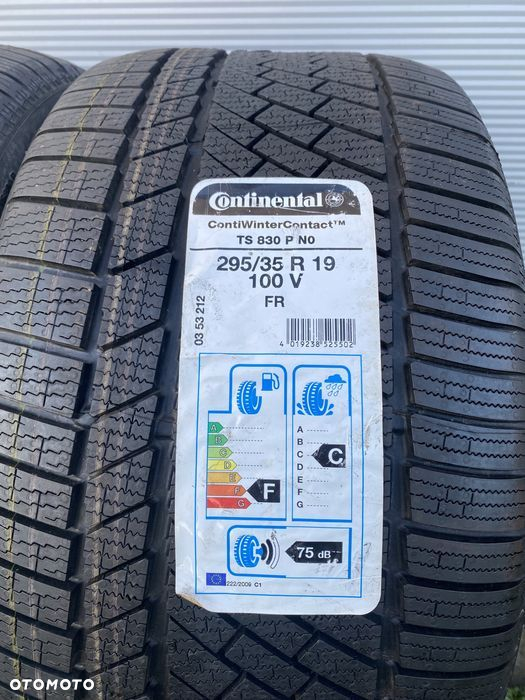 Continental
ContiWinterContact™
TS 830 P N0
295/35 R 19
100 V
FR
03 53 212
4 019238 523502
A
B
C
D
E
F
G
F
A
B
C
D
E
F
G
C
75 dB
222/2009 C1
OTOMOTO